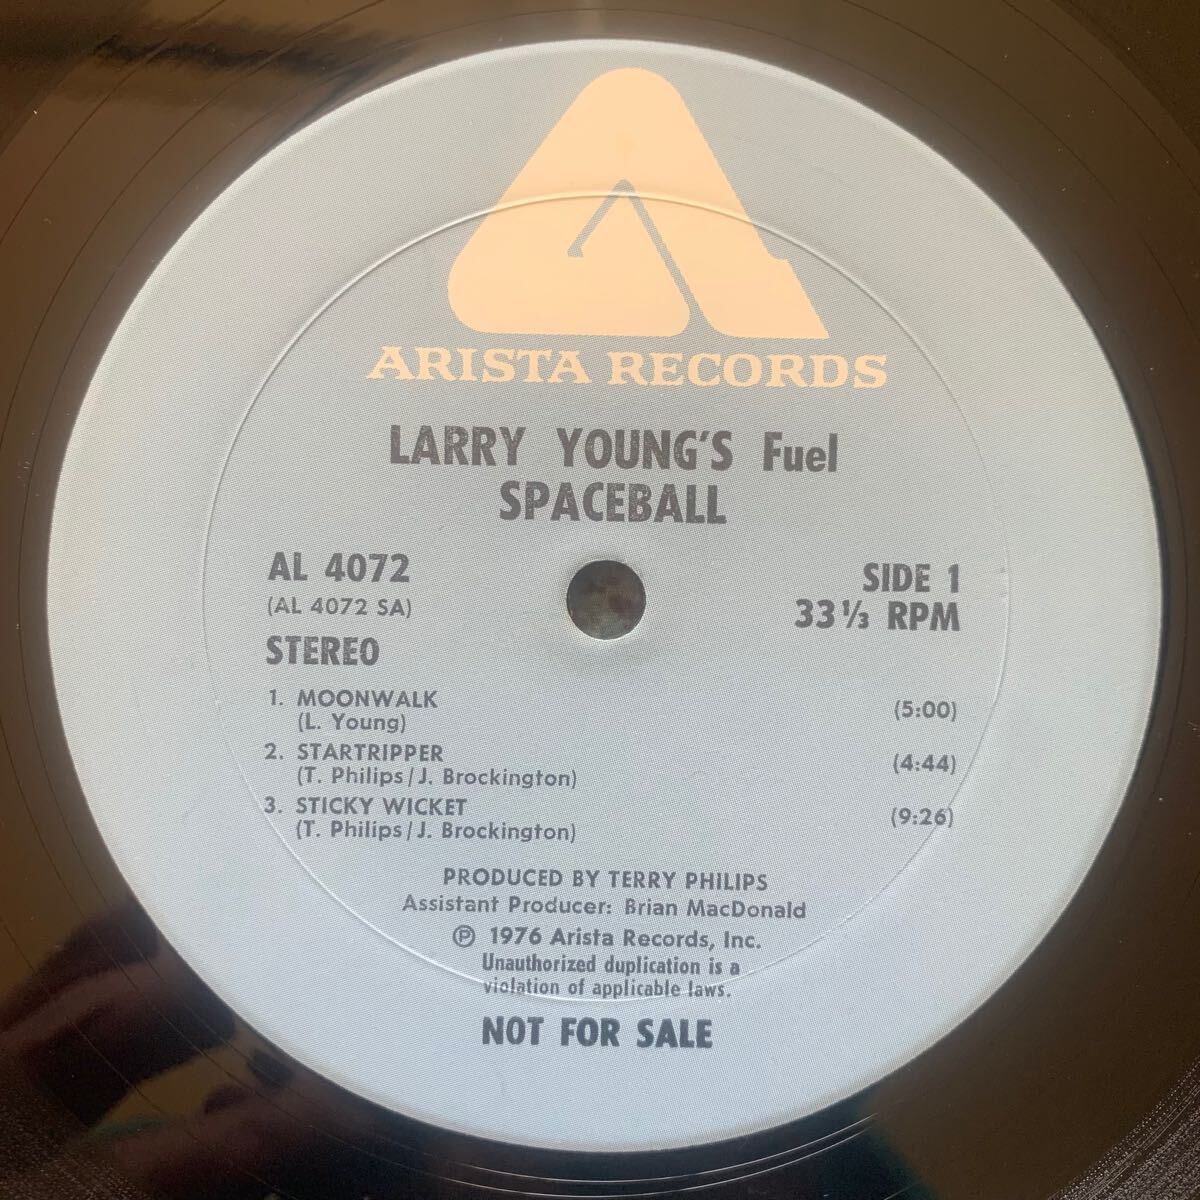 ARISTA RECORDS
LARRY YOUNG'S Fuel
SPACEBALL
AL 4072
(AL 4072 SA)
STEREO
SIDE 1
33 ⅓ RPM
1. MOONWALK (5:00)
(L. Young)
2. STARTRIPPER (4:44)
(T. Philips/J. Brockington)
3. STICKY WICKET (9:26)
(T. Philips/J. Brockington)
PRODUCED BY TERRY PHILIPS
Assistant Producer: Brian MacDonald
℗ 1976 Arista Records, Inc.
Unauthorized duplication is a
violation of applicable laws.
NOT FOR SALE